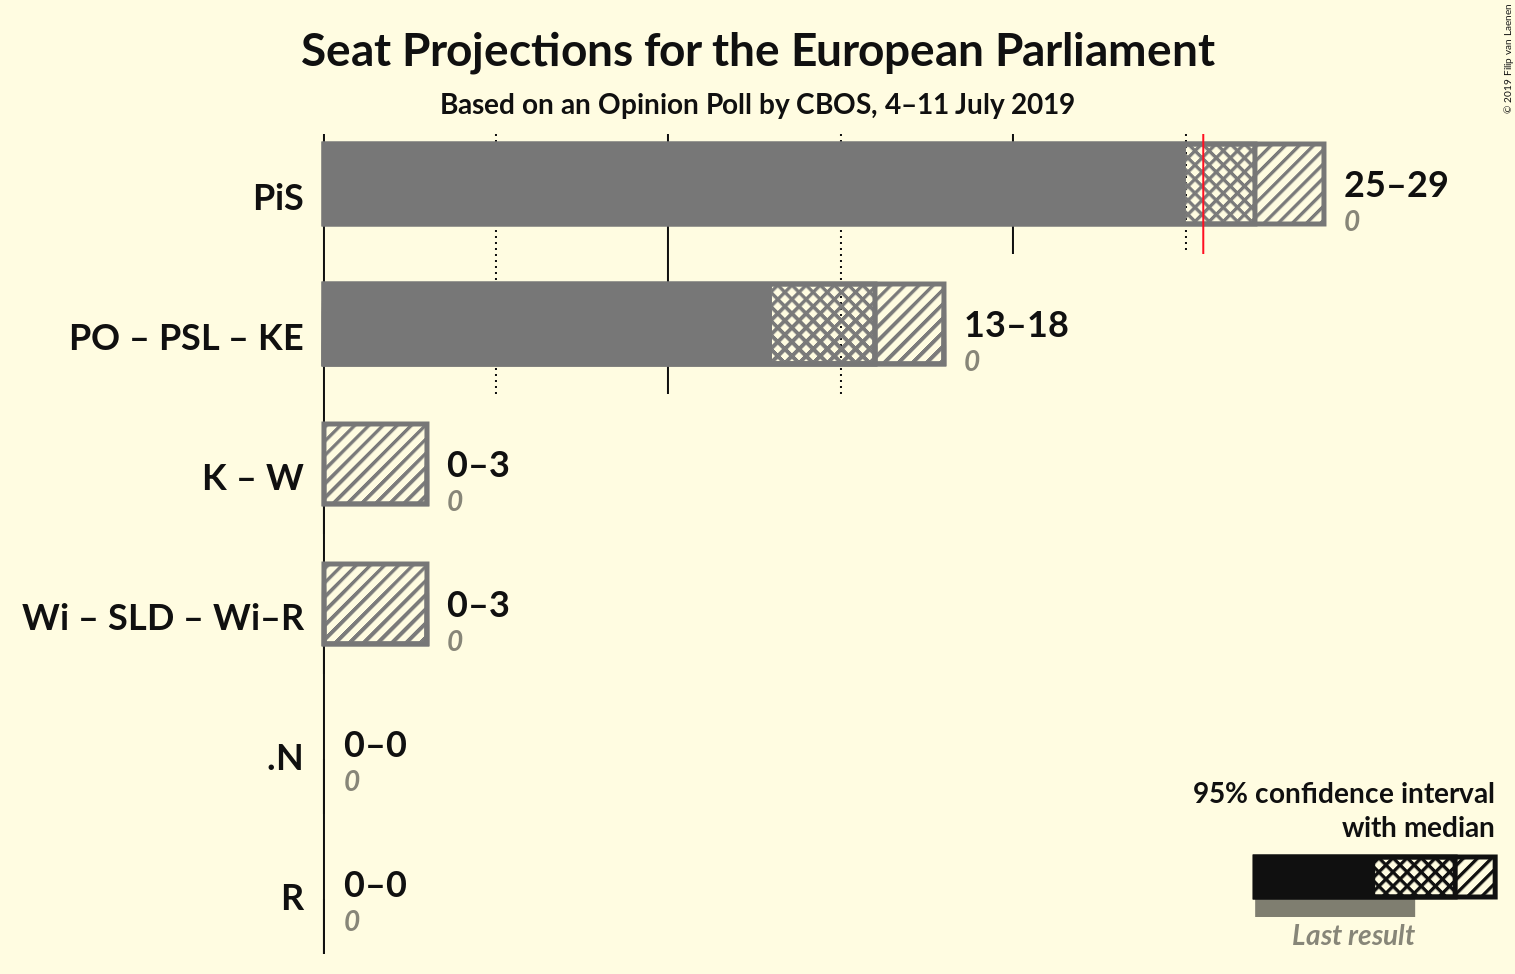 Seat Projections for the European Parliament
Based on an Opinion Poll by CBOS, 4–11 July 2019
© 2019 Filip van Laenen
PiS
25–29
0
PO – PSL – KE
13–18
0
K – W
0–3
0
Wi – SLD – Wi–R
0–3
0
.N
0–0
0
R
0–0
0
95% confidence interval
with median
Last result